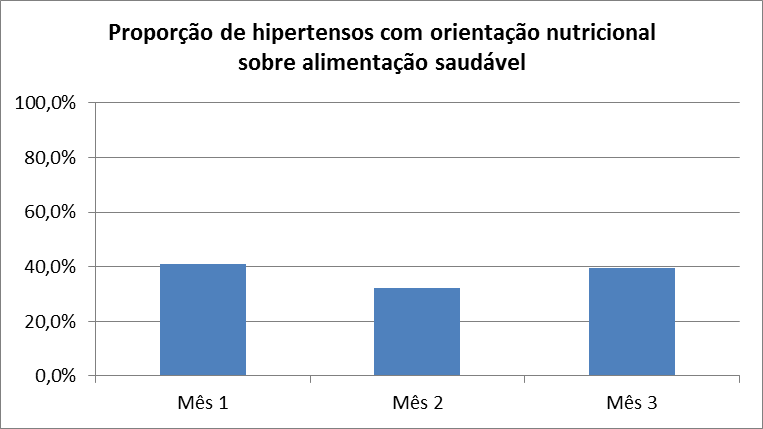 Proporção de hipertensos com orientação nutricional
sobre alimentação saudável
100,0%
80,0%
60,0%
40,0%
20,0%
0,0%
Mês 1
Mês 2
Mês 3